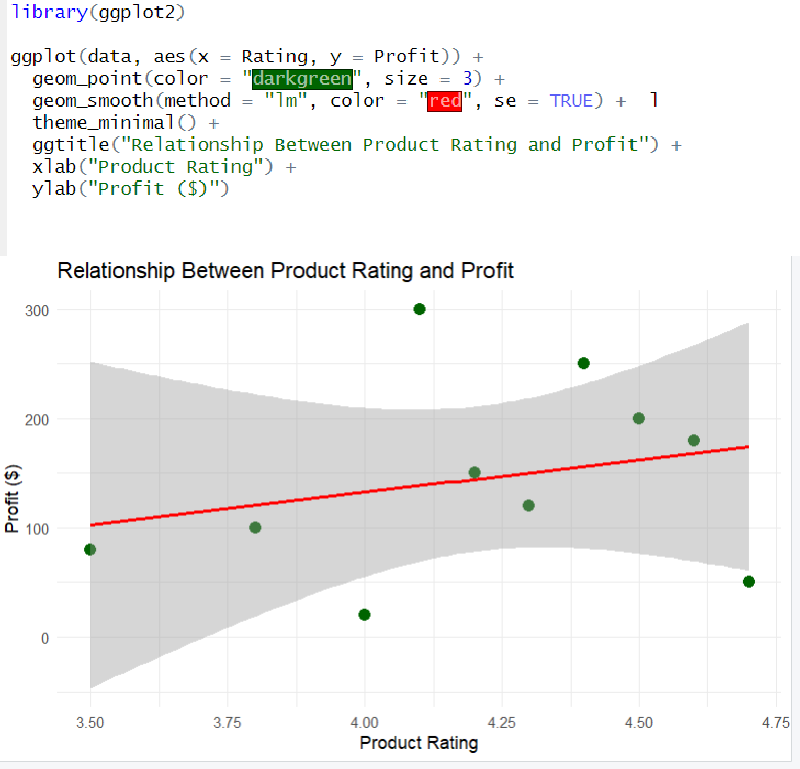 library(ggplot2)
ggplot(data, aes(x = Rating, y = Profit)) +
geom_point(color = "darkgreen", size = 3) +
geom_smooth(method = "lm", color = "red", se = TRUE) + l
theme_minimal() +
ggtitle("Relationship Between Product Rating and Profit") +
xlab("Product Rating") +
ylab("Profit ($)")
Relationship Between Product Rating and Profit
300
200
100
0
Profit ($)
3.50 3.75 4.00 4.25 4.50 4.75
Product Rating